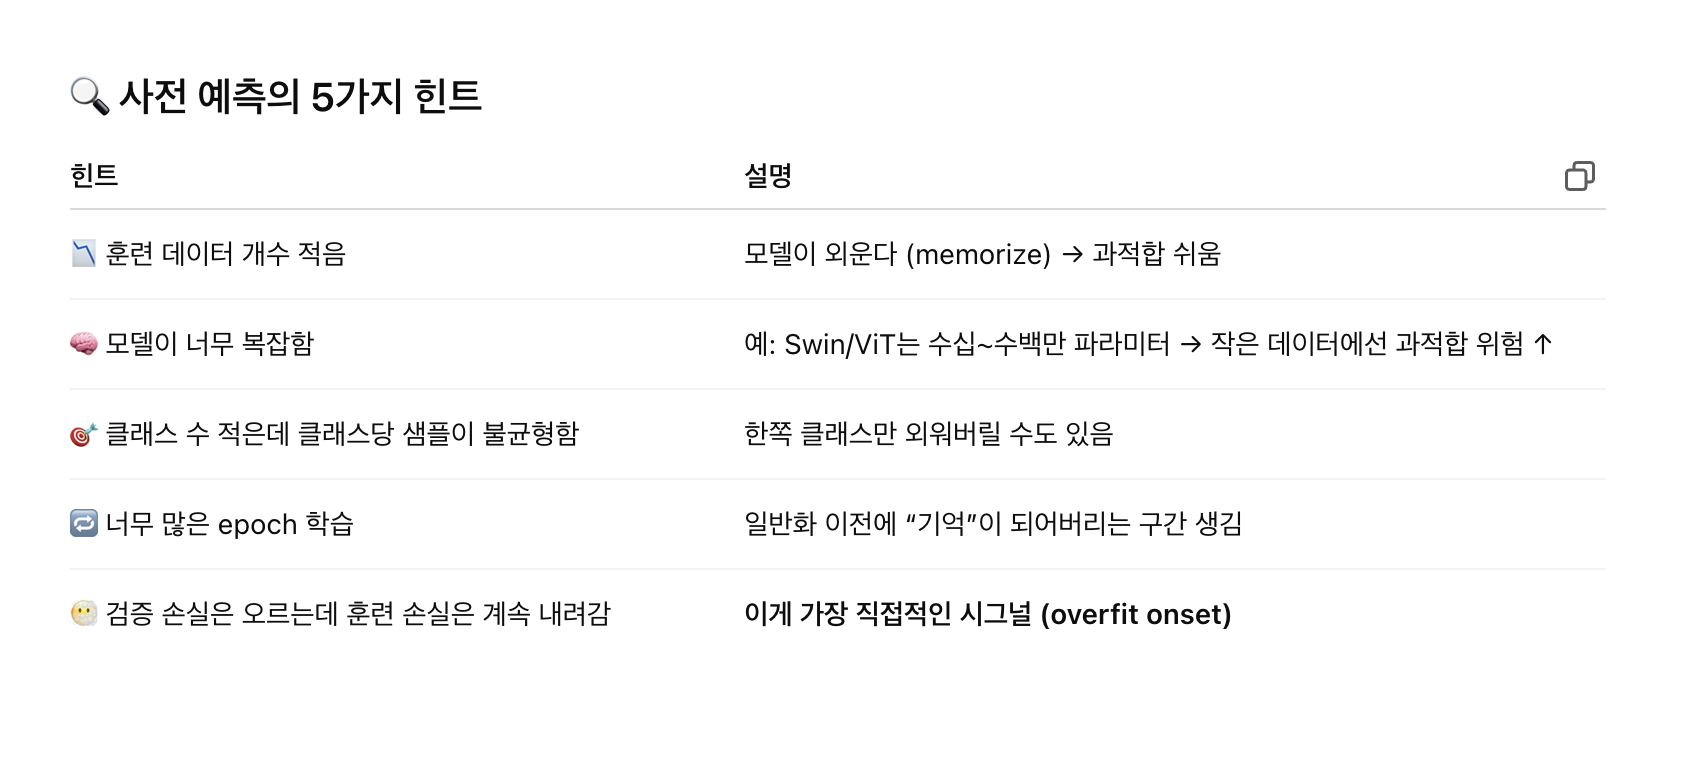 🔍 사전 예측의 5가지 힌트
힌트 설명
📉 훈련 데이터 개수 적음 모델이 외운다 (memorize) → 과적합 쉬움
🧠 모델이 너무 복잡함 예: Swin/ViT는 수십~수백만 파라미터 → 작은 데이터에선 과적합 위험 ↑
🎯 클래스 수 적은데 클래스당 샘플이 불균형함 한쪽 클래스만 외워버릴 수도 있음
🔁 너무 많은 epoch 학습 일반화 이전에 “기억”이 되어버리는 구간 생김
😶‍🌫️ 검증 손실은 오르는데 훈련 손실은 계속 내려감 이게 가장 직접적인 시그널 (overfit onset)